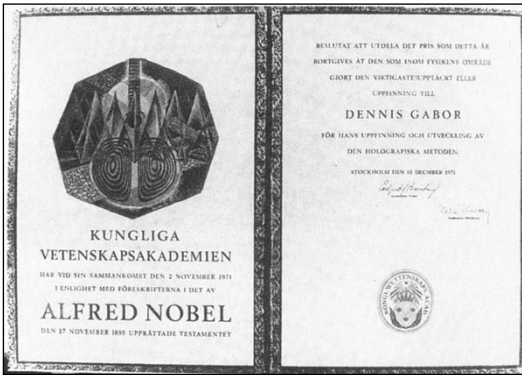 KUNGLIGA
VETENSKAPSAKADEMIEN
HAR VID SIN SAMMANKOMST DEN 2 NOVEMBER 1971
I ENLIGHET MED FÖRESKRIFTERNA I DET AV
ALFRED NOBEL
DEN 27 NOVEMBER 1895 UPPRÄTTADE TESTAMENTET
BESLUTAT ATT UTDELA DET PRIS SOM DETTA ÅR
BORTGIVES ÅT DEN SOM INOM FYSIKENS OMRÅDE
GJORT DEN VIKTIGASTE UPPTÄCKT ELLER
UPPFINNING TILL
DENNIS GABOR
FÖR HANS UPPFINNING OCH UTVECKLING AV
DEN HOLOGRAFISKA METODEN.
STOCKHOLM DEN 10 DECEMBER 1971